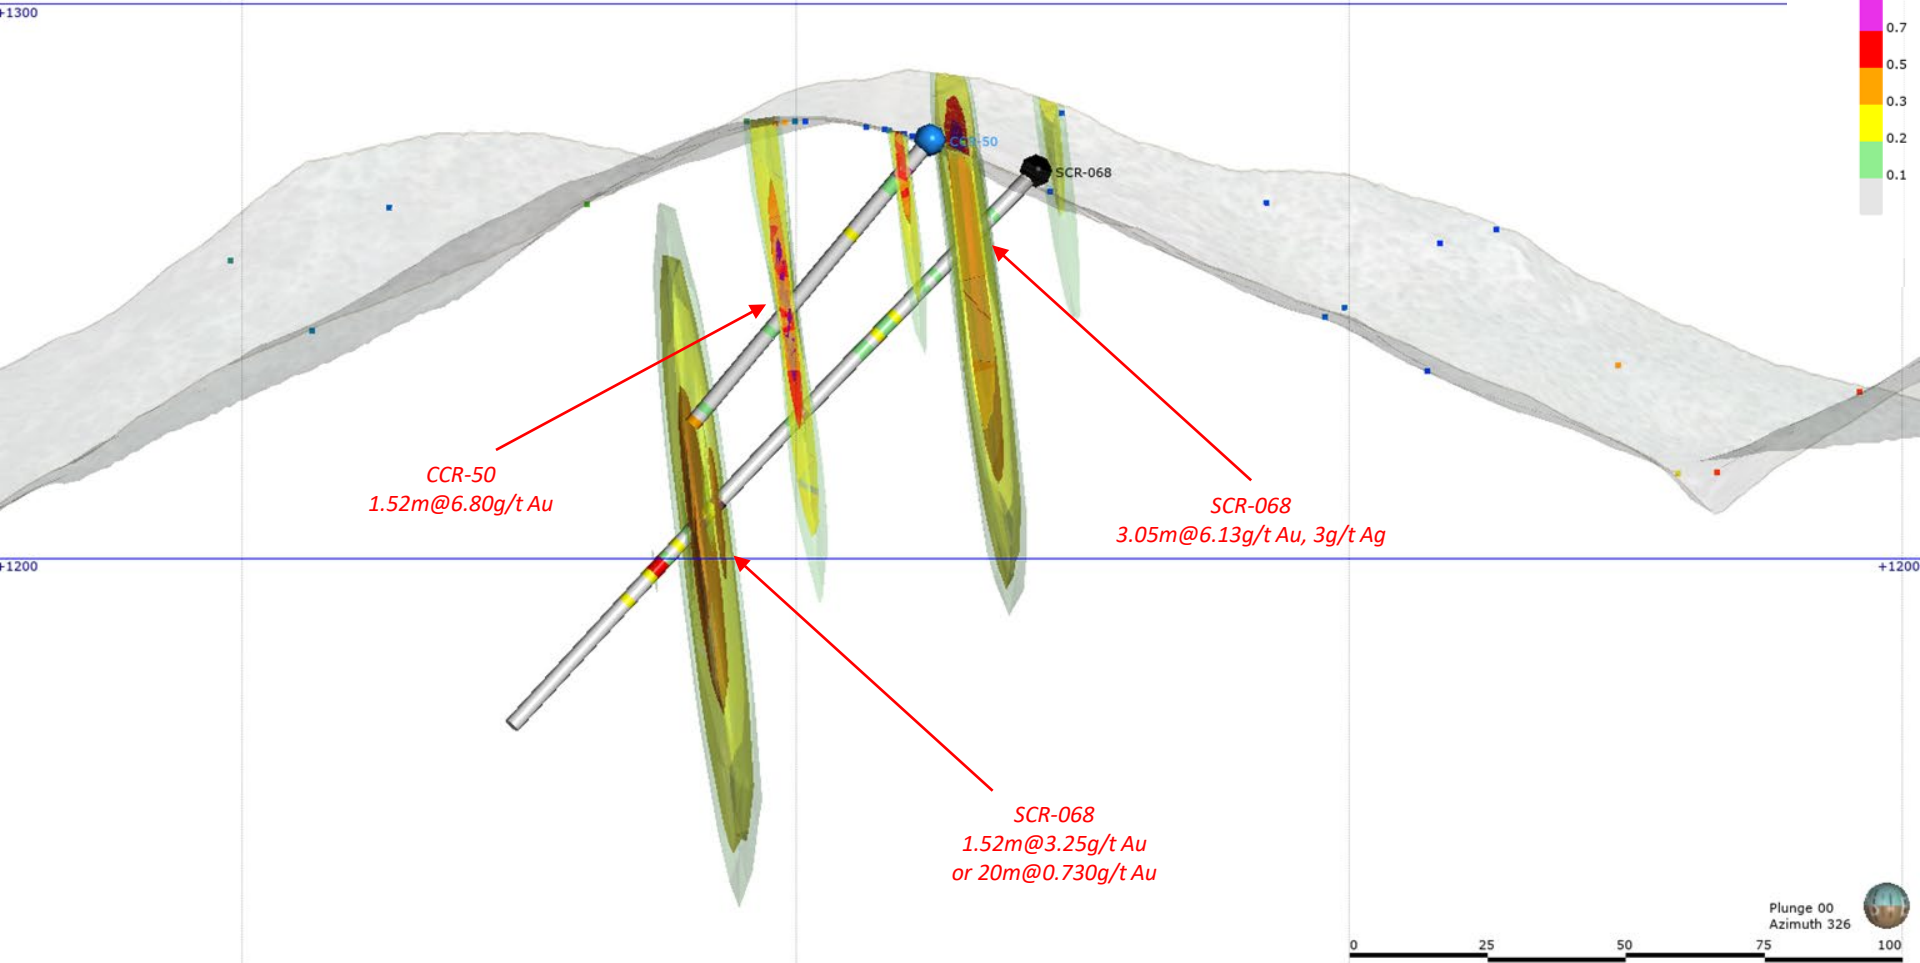 +1300
0.7
0.5
0.3
0.2
0.1
CCR-50
SCR-068
CCR-50
1.52m@6.80g/t Au
SCR-068
3.05m@6.13g/t Au, 3g/t Ag
+1200
+1200
SCR-068
1.52m@3.25g/t Au
or 20m@0.730g/t Au
Plunge 00
Azimuth 326
0 25 50 75 100